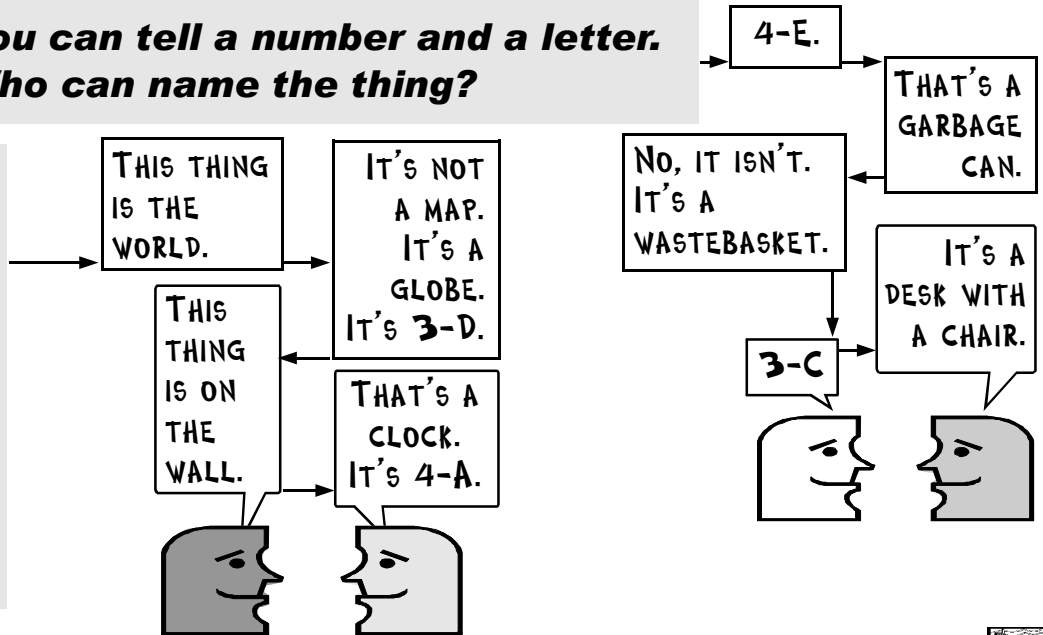 ou can tell a number and a letter.
ho can name the thing?
THIS THING
IS THE
WORLD.
IT'S NOT
A MAP.
IT'S A
GLOBE.
IT'S 3-D.
THIS
THING
IS ON
THE
WALL.
THAT'S A
CLOCK.
IT'S 4-A.
4-E.
THAT'S A
GARBAGE
CAN.
NO, IT ISN'T.
IT'S A
WASTEBASKET.
3-C
IT'S A
DESK WITH
A CHAIR.